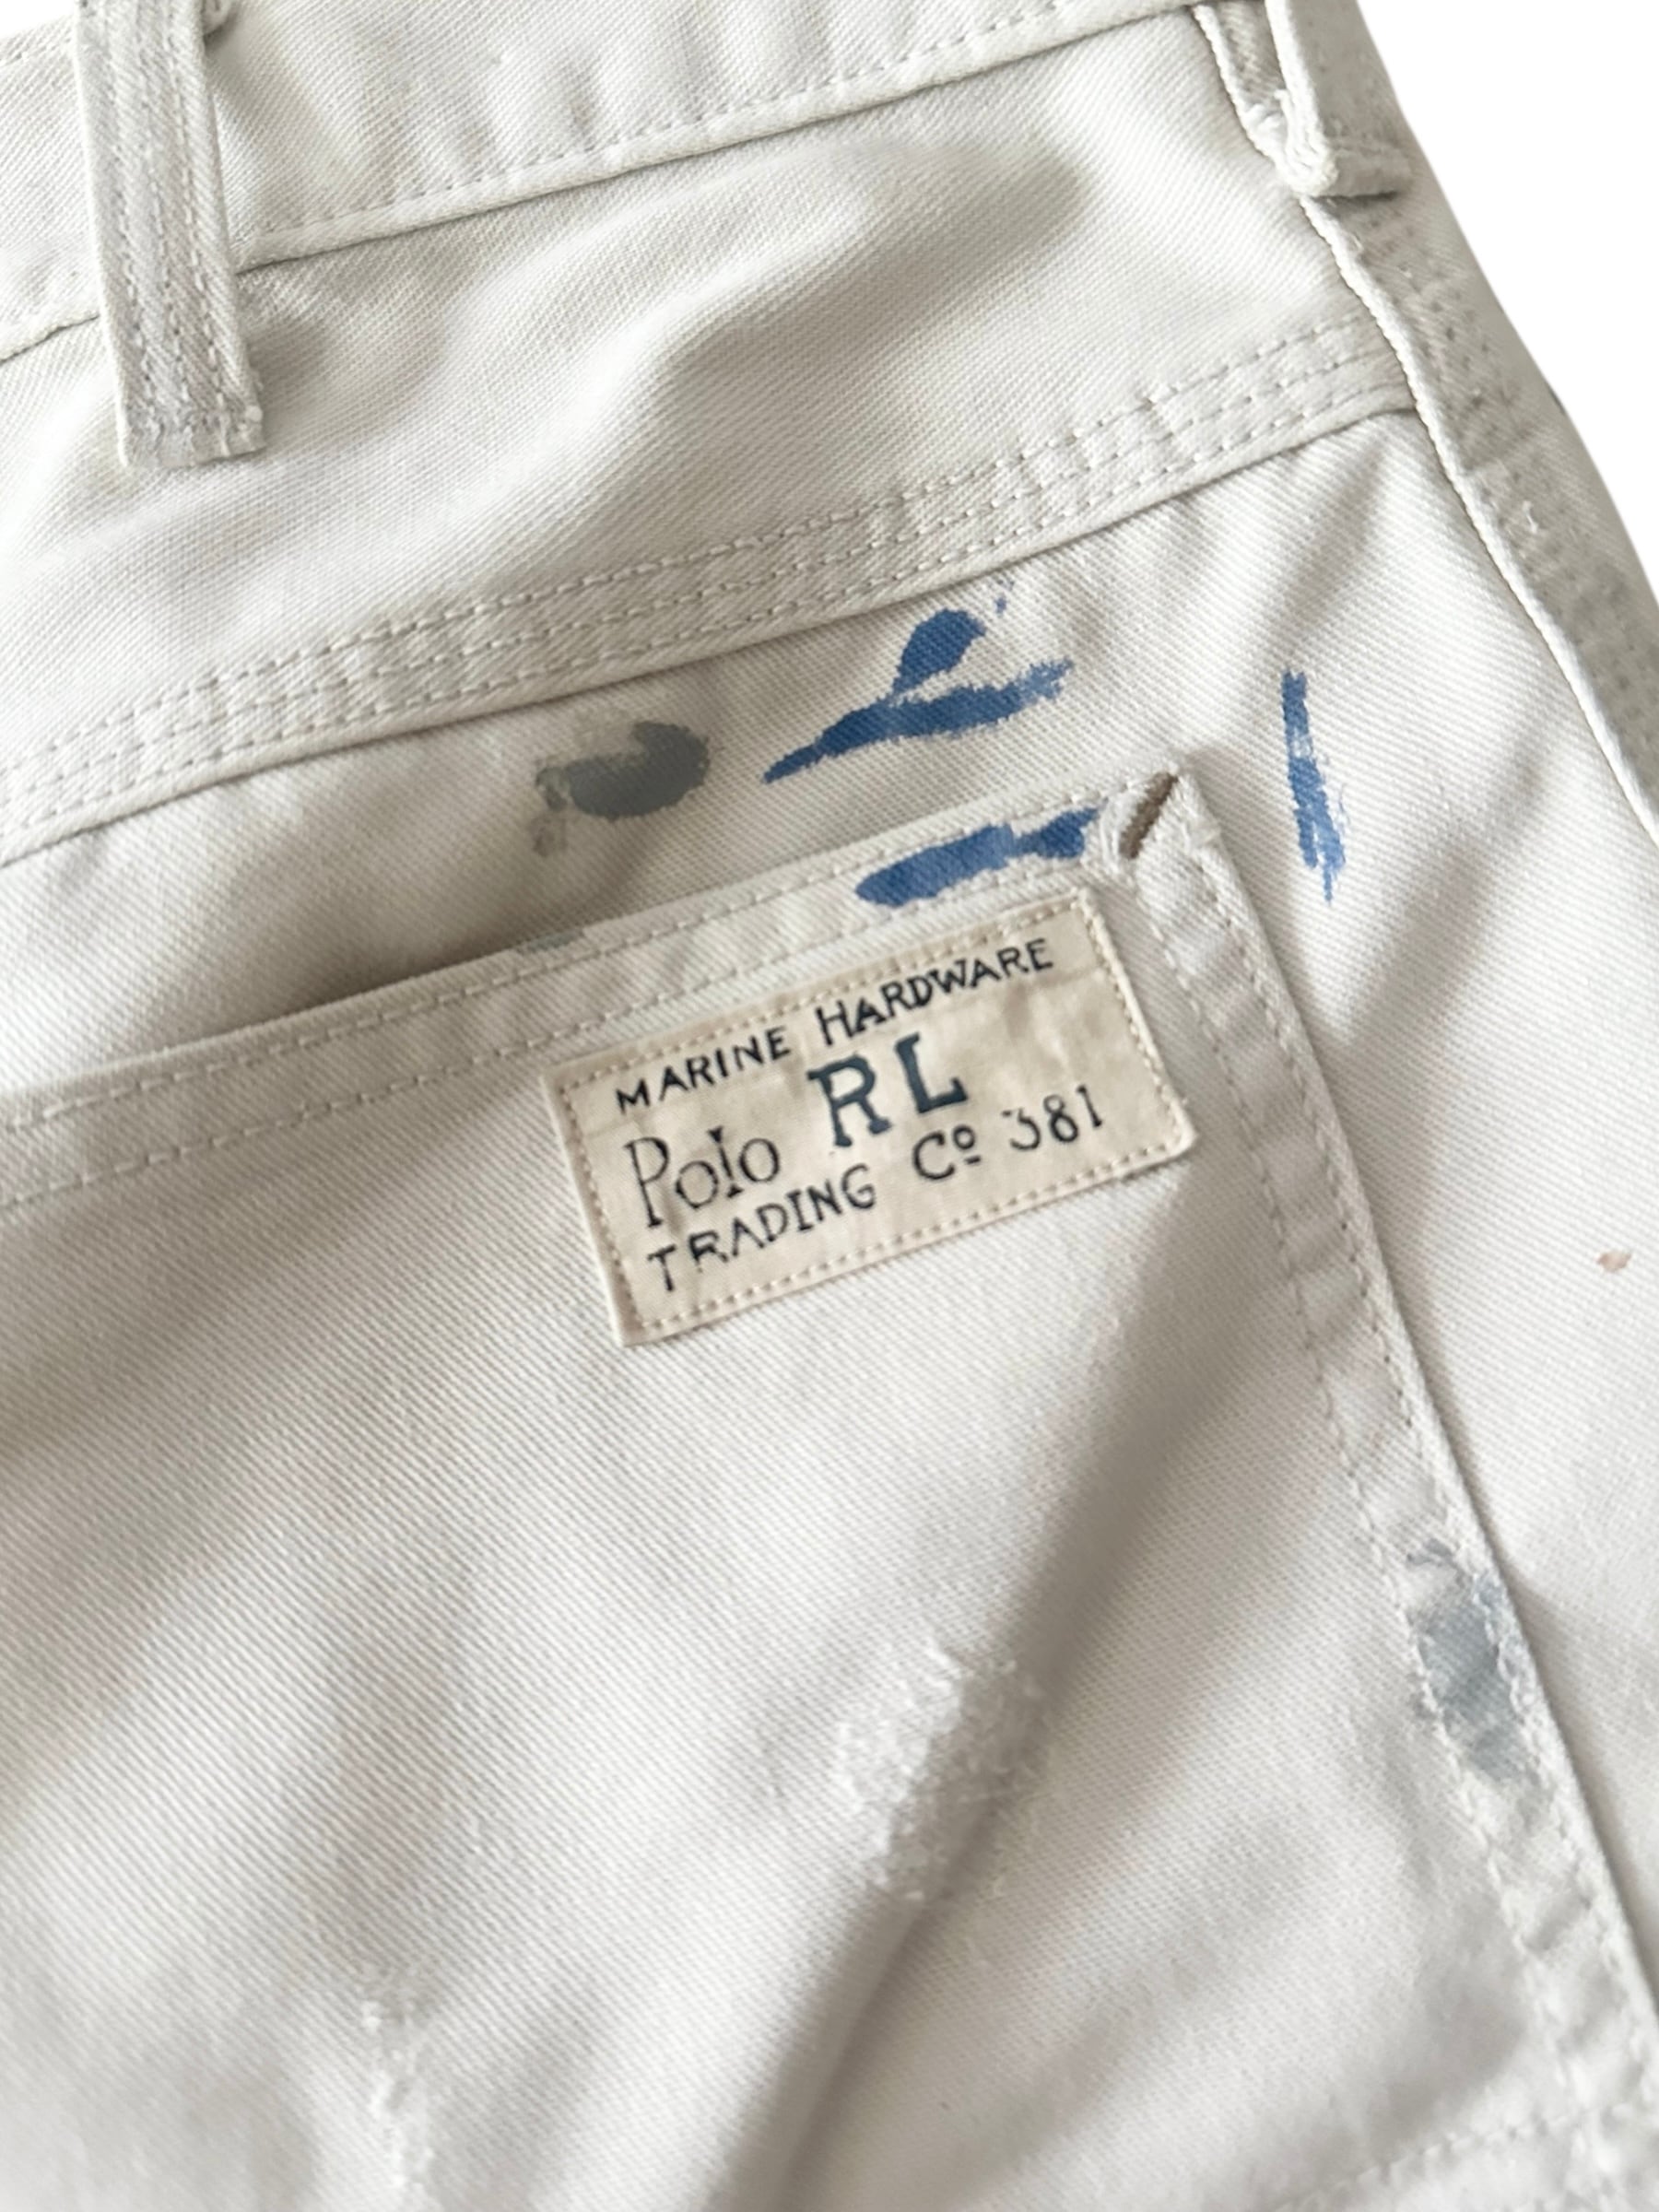 MARINE HARDWARE
Polo RL
TRADING Cº 381